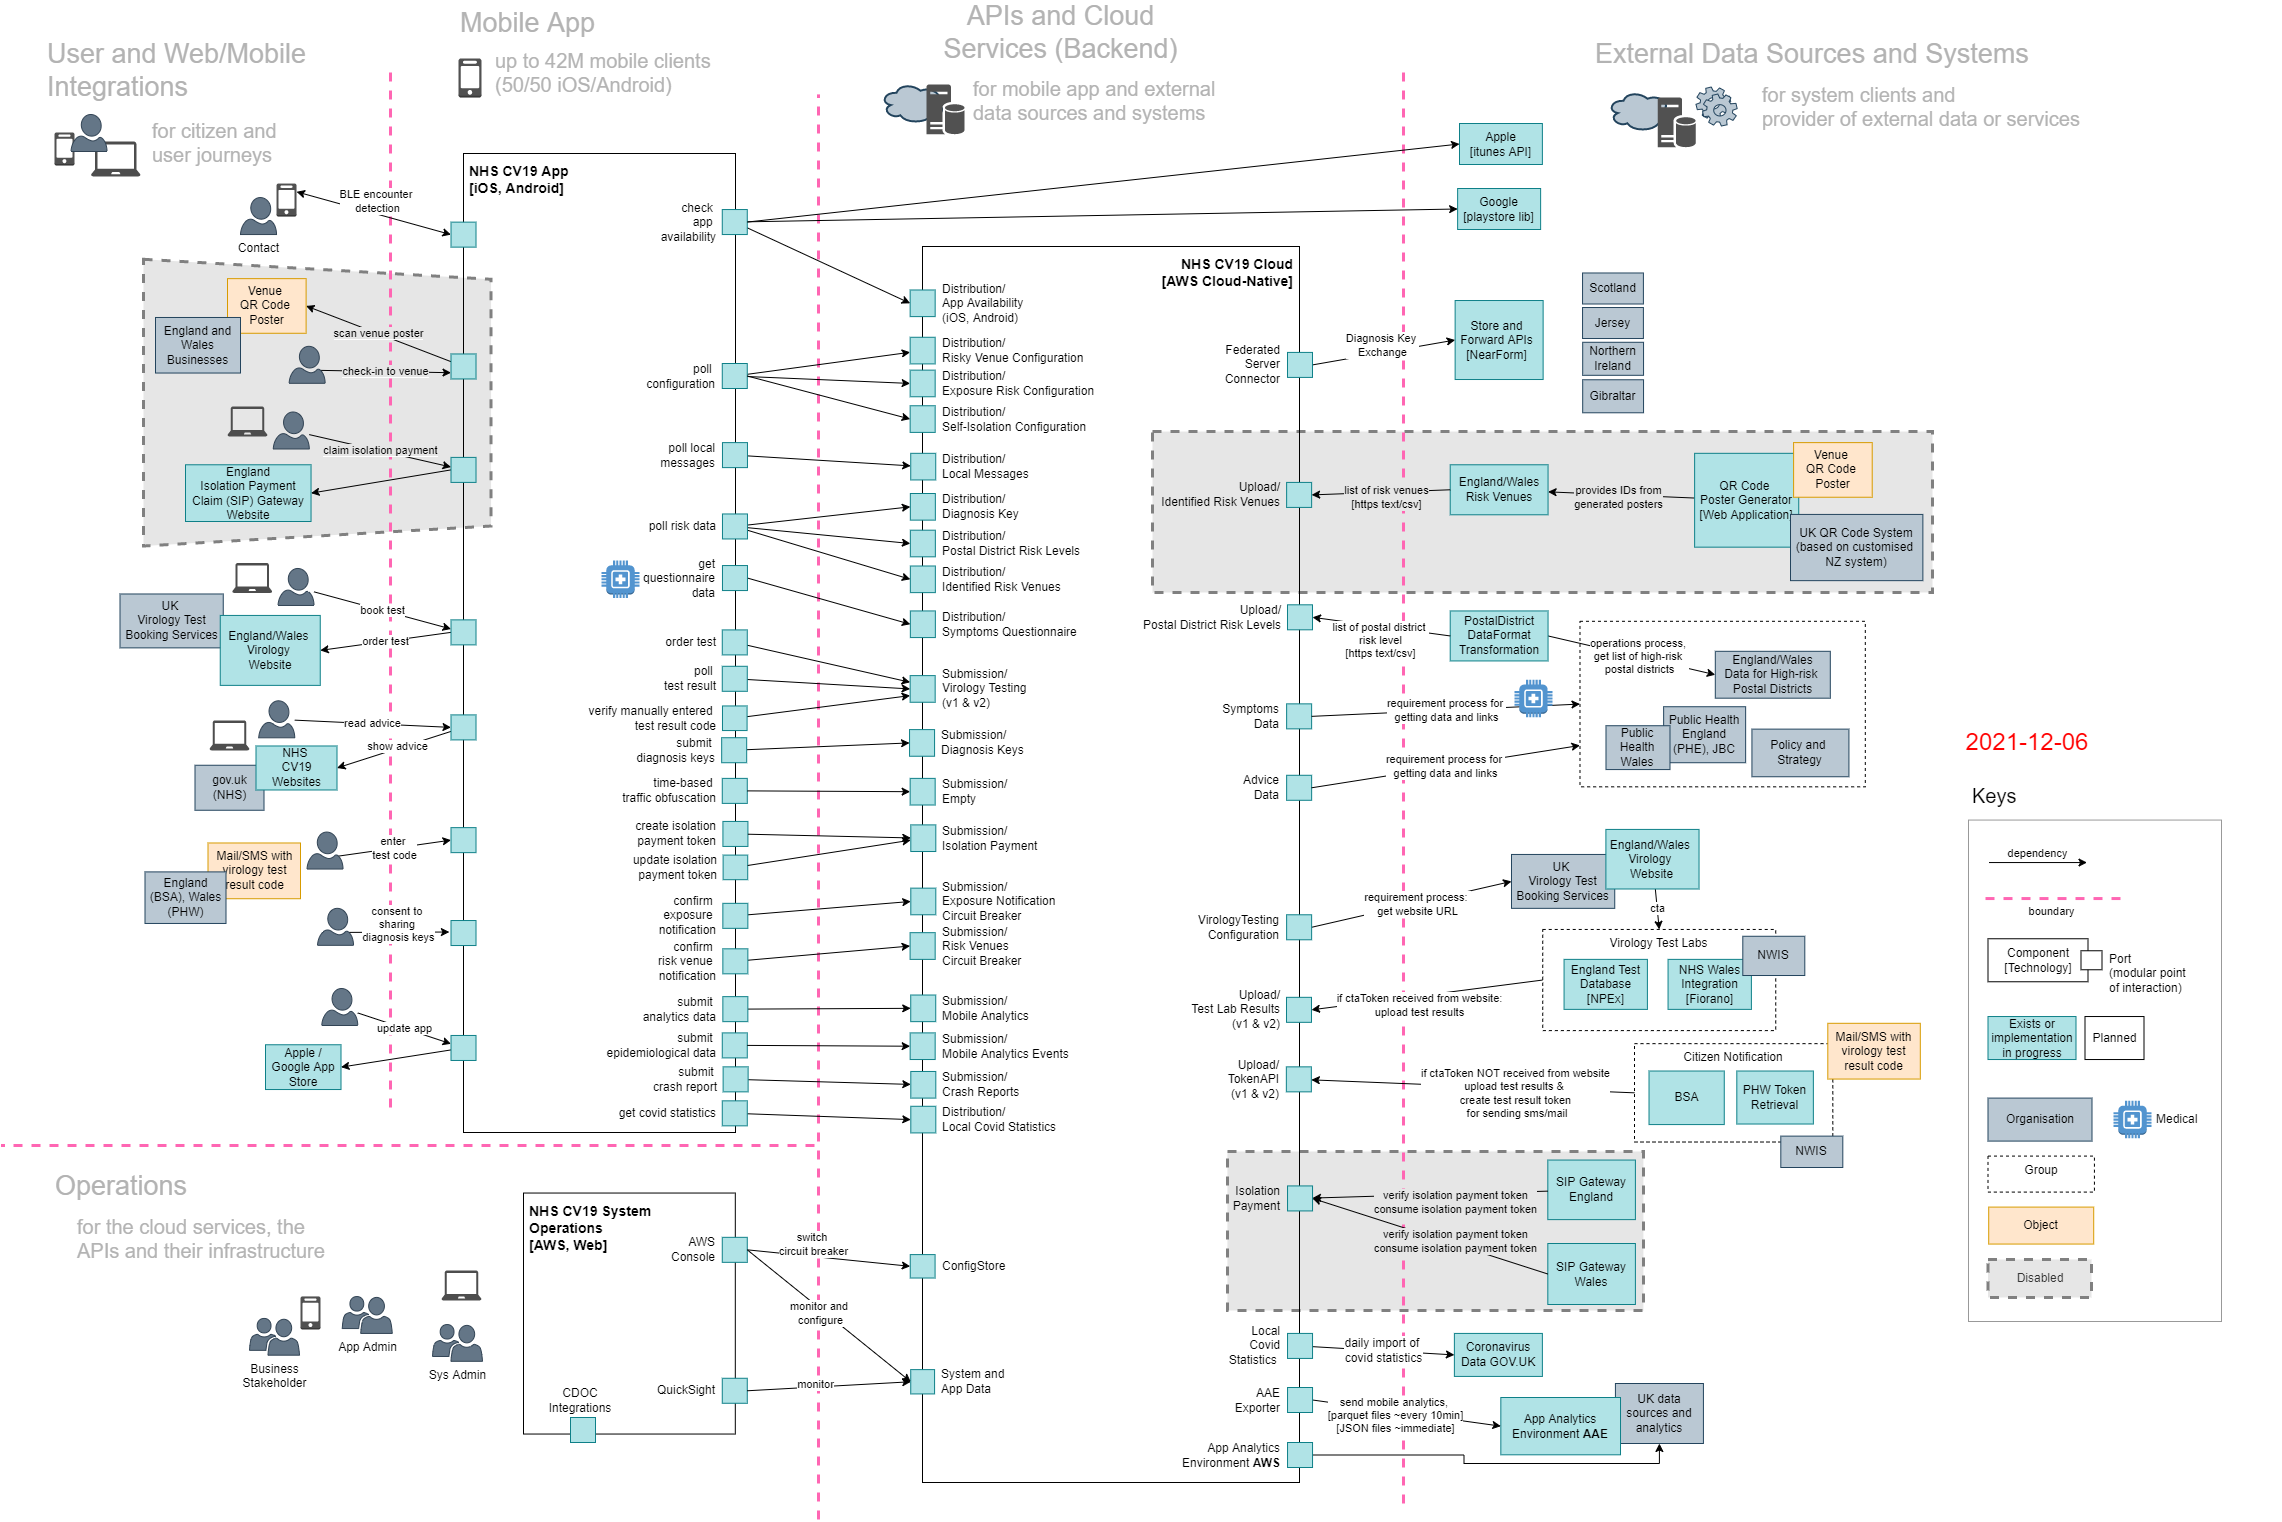 User and Web/Mobile
Integrations
for citizen and
user journeys
Mobile App
up to 42M mobile clients
(50/50 iOS/Android)
APIs and Cloud
Services (Backend)
for mobile app and external
data sources and systems
External Data Sources and Systems
for system clients and
provider of external data or services
Contact
BLE encounter
detection
Venue
QR Code
Poster
England and
Wales
Businesses
scan venue poster
check-in to venue
claim isolation payment
England
Isolation Payment
Claim (SIP) Gateway
Website
UK
Virology Test
Booking Services
England/Wales
Virology
Website
book test
order test
read advice
show advice
NHS
CV19
Websites
gov.uk
(NHS)
enter
test code
Mail/SMS with
virology test
result code
England
(BSA), Wales
(PHW)
consent to
sharing
diagnosis keys
update app
Apple /
Google App
Store
NHS CV19 App
[iOS, Android]
check
app
availability
poll
configuration
poll local
messages
poll risk data
get
questionnaire
data
order test
poll
test result
verify manually entered
test result code
submit
diagnosis keys
time-based
traffic obfuscation
create isolation
payment token
update isolation
payment token
confirm
exposure
notification
confirm
risk venue
notification
submit
analytics data
submit
epidemiological data
submit
crash report
get covid statistics
NHS CV19 Cloud
[AWS Cloud-Native]
Distribution/
App Availability
(iOS, Android)
Distribution/
Risky Venue Configuration
Distribution/
Exposure Risk Configuration
Distribution/
Self-Isolation Configuration
Distribution/
Local Messages
Distribution/
Diagnosis Key
Distribution/
Postal District Risk Levels
Distribution/
Identified Risk Venues
Distribution/
Symptoms Questionnaire
Submission/
Virology Testing
(v1 & v2)
Submission/
Diagnosis Keys
Submission/
Empty
Submission/
Isolation Payment
Submission/
Exposure Notification
Circuit Breaker
Submission/
Risk Venues
Circuit Breaker
Submission/
Mobile Analytics
Submission/
Mobile Analytics Events
Submission/
Crash Reports
Distribution/
Local Covid Statistics
ConfigStore
System and
App Data
Federated
Server
Connector
Upload/
Identified Risk Venues
Upload/
Postal District Risk Levels
Symptoms
Data
Advice
Data
VirologyTesting
Configuration
Upload/
Test Lab Results
(v1 & v2)
Upload/
TokenAPI
(v1 & v2)
Isolation
Payment
Local
Covid
Statistics
AAE
Exporter
App Analytics
Environment AWS
Apple
[itunes API]
Google
[playstore lib]
Diagnosis Key
Exchange
Store and
Forward APIs
[NearForm]
Scotland
Jersey
Northern
Ireland
Gibraltar
list of risk venues
[https text/csv]
England/Wales
Risk Venues
provides IDs from
generated posters
QR Code
Poster Generator
[Web Application]
Venue
QR Code
Poster
UK QR Code System
(based on customised
NZ system)
list of postal district
risk level
[https text/csv]
PostalDistrict
DataFormat
Transformation
operations process,
get list of high-risk
postal districts
England/Wales
Data for High-risk
Postal Districts
requirement process for
getting data and links
Public
Health
Wales
Public Health
England
(PHE), JBC
Policy and
Strategy
requirement process for
getting data and links
requirement process:
get website URL
UK
Virology Test
Booking Services
England/Wales
Virology
Website
cta
Virology Test Labs
NWIS
England Test
Database
[NPEx]
NHS Wales
Integration
[Fiorano]
if ctaToken received from website:
upload test results
if ctaToken NOT received from website
upload test results &
create test result token
for sending sms/mail
Citizen Notification
BSA
PHW Token
Retrieval
Mail/SMS with
virology test
result code
NWIS
verify isolation payment token
consume isolation payment token
verify isolation payment token
consume isolation payment token
SIP Gateway
England
SIP Gateway
Wales
daily import of
covid statistics
Coronavirus
Data GOV.UK
send mobile analytics,
[parquet files ~every 10min]
[JSON files ~immediate]
App Analytics
Environment AAE
UK data
sources and
analytics
Operations
for the cloud services, the
APIs and their infrastructure
Business
Stakeholder
App Admin
Sys Admin
NHS CV19 System
Operations
[AWS, Web]
AWS
Console
QuickSight
CDOC
Integrations
switch
circuit breaker
monitor and
configure
monitor
2021-12-06
Keys
dependency
boundary
Component
[Technology]
Port
(modular point
of interaction)
Exists or
implementation
in progress
Planned
Organisation
Medical
Group
Object
Disabled